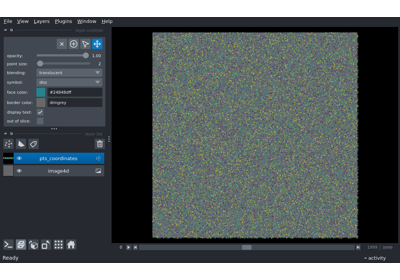 File View Layers Plugins Window Help
opacity: 1.00
point size: 2
blending: translucent
symbol: disc
face color:
border color: dimgrey
display text: ✓
out of slice:
pts_coordinates
image4d
0
Ready activity